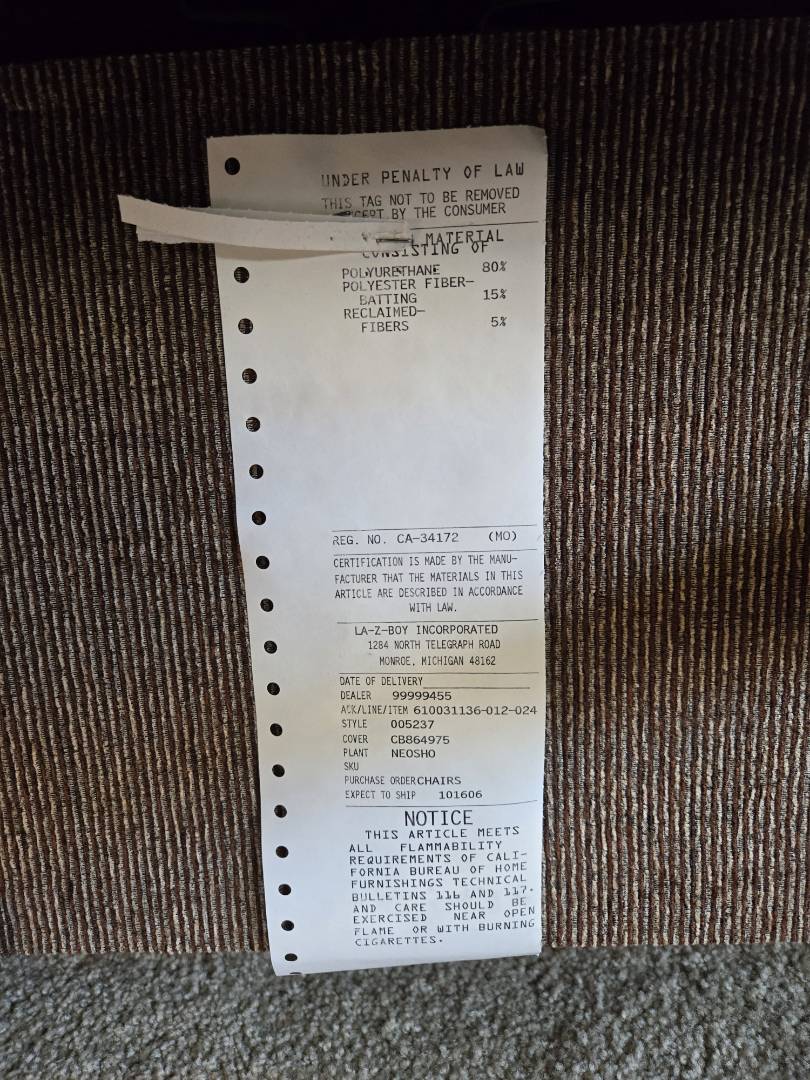 UNDER PENALTY OF LAW
THIS TAG NOT TO BE REMOVED
BY THE CONSUMER
MATERIAL
CONSISTING OF
POLYURETHANE 80%
POLYESTER FIBER-
BATTING 15%
RECLAIMED-
FIBERS 5%
REG. NO. CA-34172 (MO)
CERTIFICATION IS MADE BY THE MANU-
FACTURER THAT THE MATERIALS IN THIS
ARTICLE ARE DESCRIBED IN ACCORDANCE
WITH LAW.
LA-Z-BOY INCORPORATED
1284 NORTH TELEGRAPH ROAD
MONROE, MICHIGAN 48162
DATE OF DELIVERY
DEALER 99999455
ACK/LINE/ITEM 610031136-012-024
STYLE 005237
COVER CB864975
PLANT NEOSHO
SKU
PURCHASE ORDER CHAIRS
EXPECT TO SHIP 101606
NOTICE
THIS ARTICLE MEETS
ALL FLAMMABILITY
REQUIREMENTS OF CALI-
FORNIA BUREAU OF HOME
FURNISHINGS TECHNICAL
BULLETINS 116 AND 117.
AND CARE SHOULD BE
EXERCISED NEAR OPEN
FLAME OR WITH BURNING
CIGARETTES.